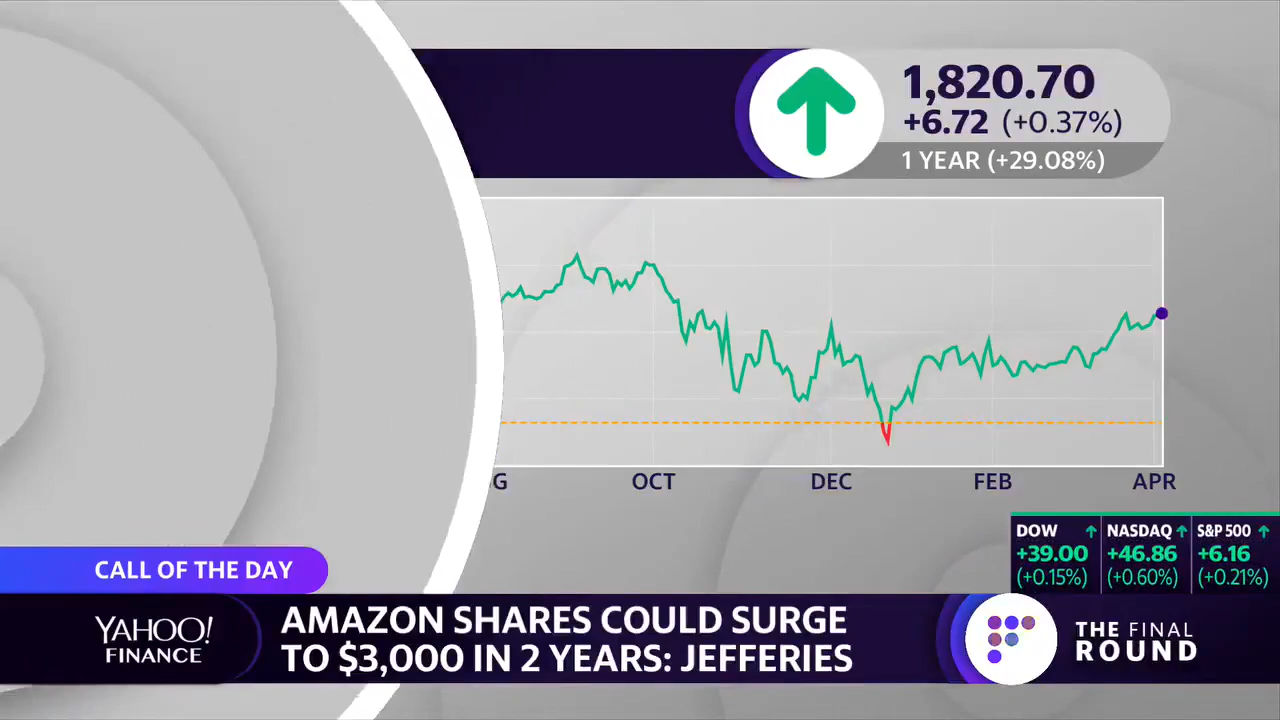 1,820.70
+6.72 (+0.37%)
1 YEAR (+29.08%)
G OCT DEC FEB APR
DOW NASDAQ S&P 500
+39.00 +46.86 +6.16
(+0.15%) (+0.60%) (+0.21%)
CALL OF THE DAY
YAHOO!
FINANCE
AMAZON SHARES COULD SURGE
TO $3,000 IN 2 YEARS: JEFFERIES
THE FINAL
ROUND